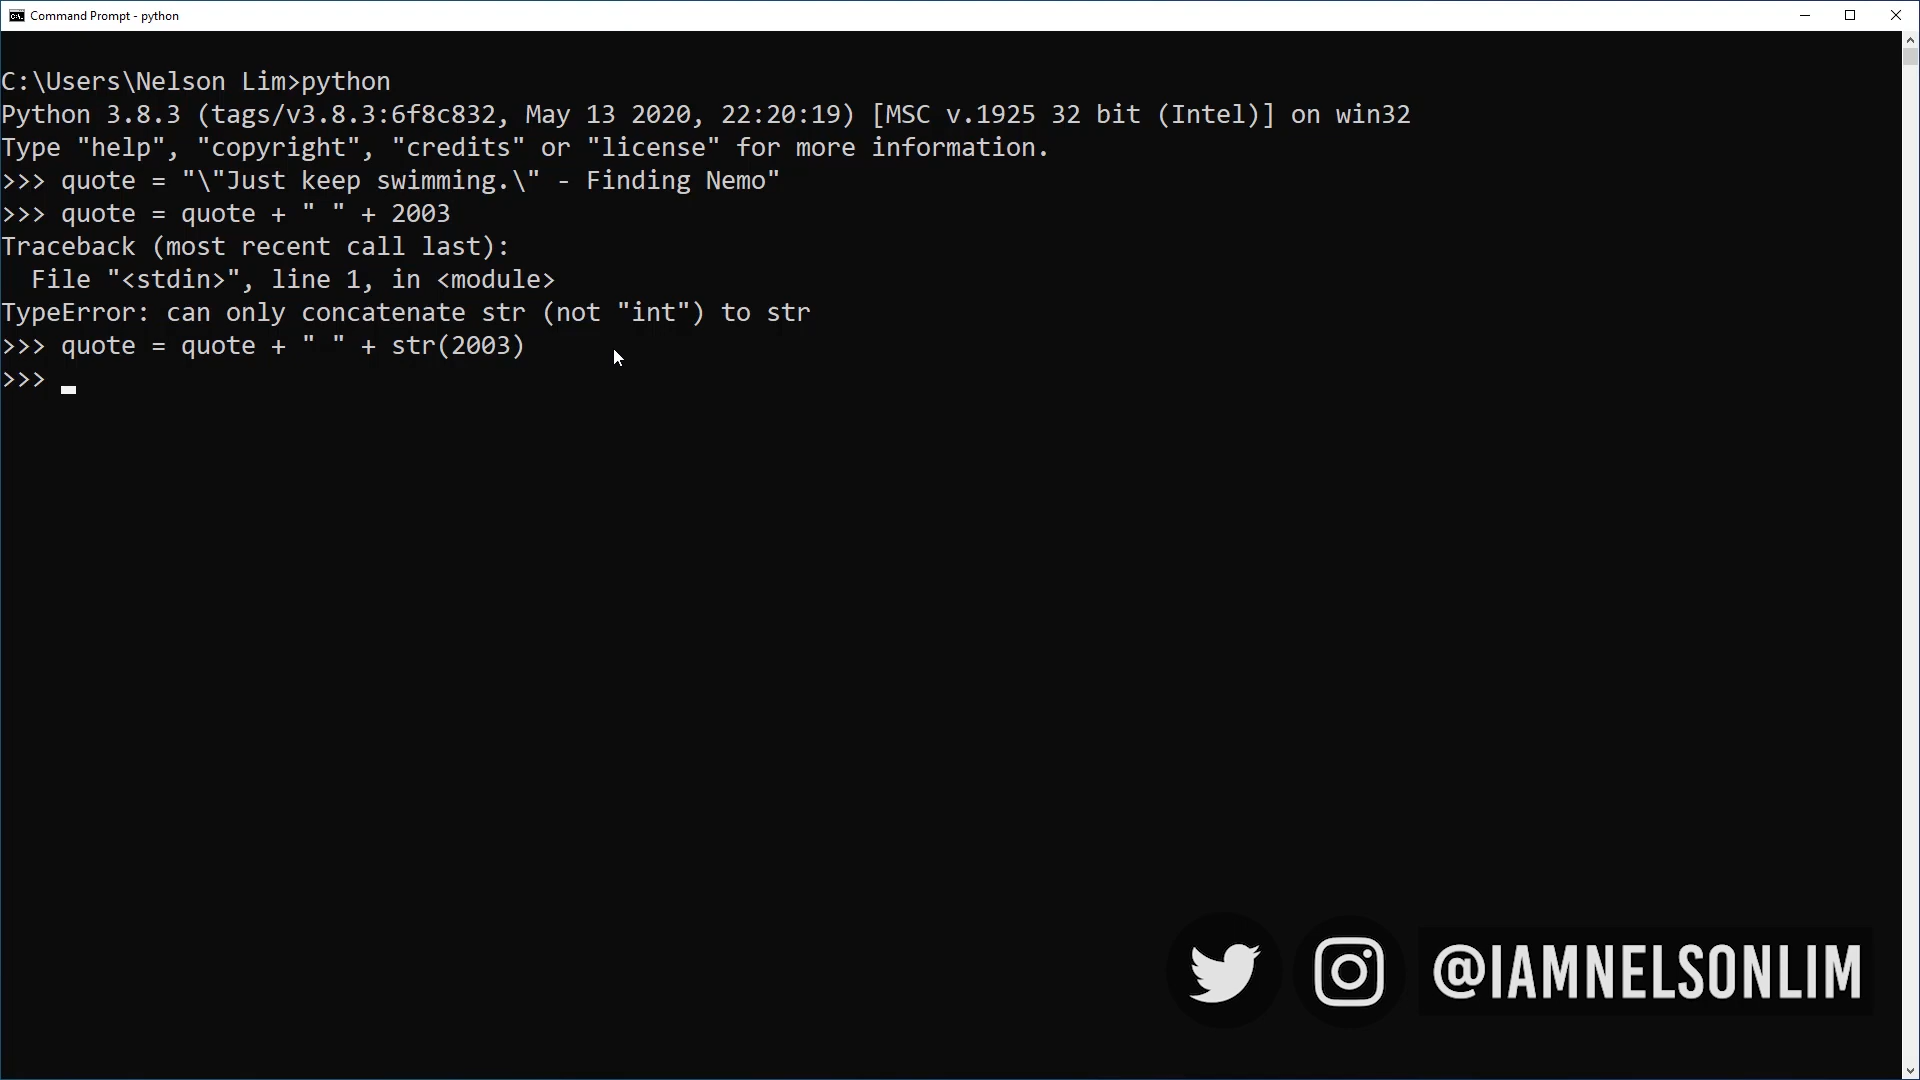 Command Prompt - python
C:\Users\Nelson Lim>python
Python 3.8.3 (tags/v3.8.3:6f8c832, May 13 2020, 22:20:19) [MSC v.1925 32 bit (Intel)] on win32
Type "help", "copyright", "credits" or "license" for more information.
>>> quote = "\"Just keep swimming.\" - Finding Nemo"
>>> quote = quote + " " + 2003
Traceback (most recent call last):
  File "<stdin>", line 1, in <module>
TypeError: can only concatenate str (not "int") to str
>>> quote = quote + " " + str(2003)
>>>
@IAMNELSONLIM